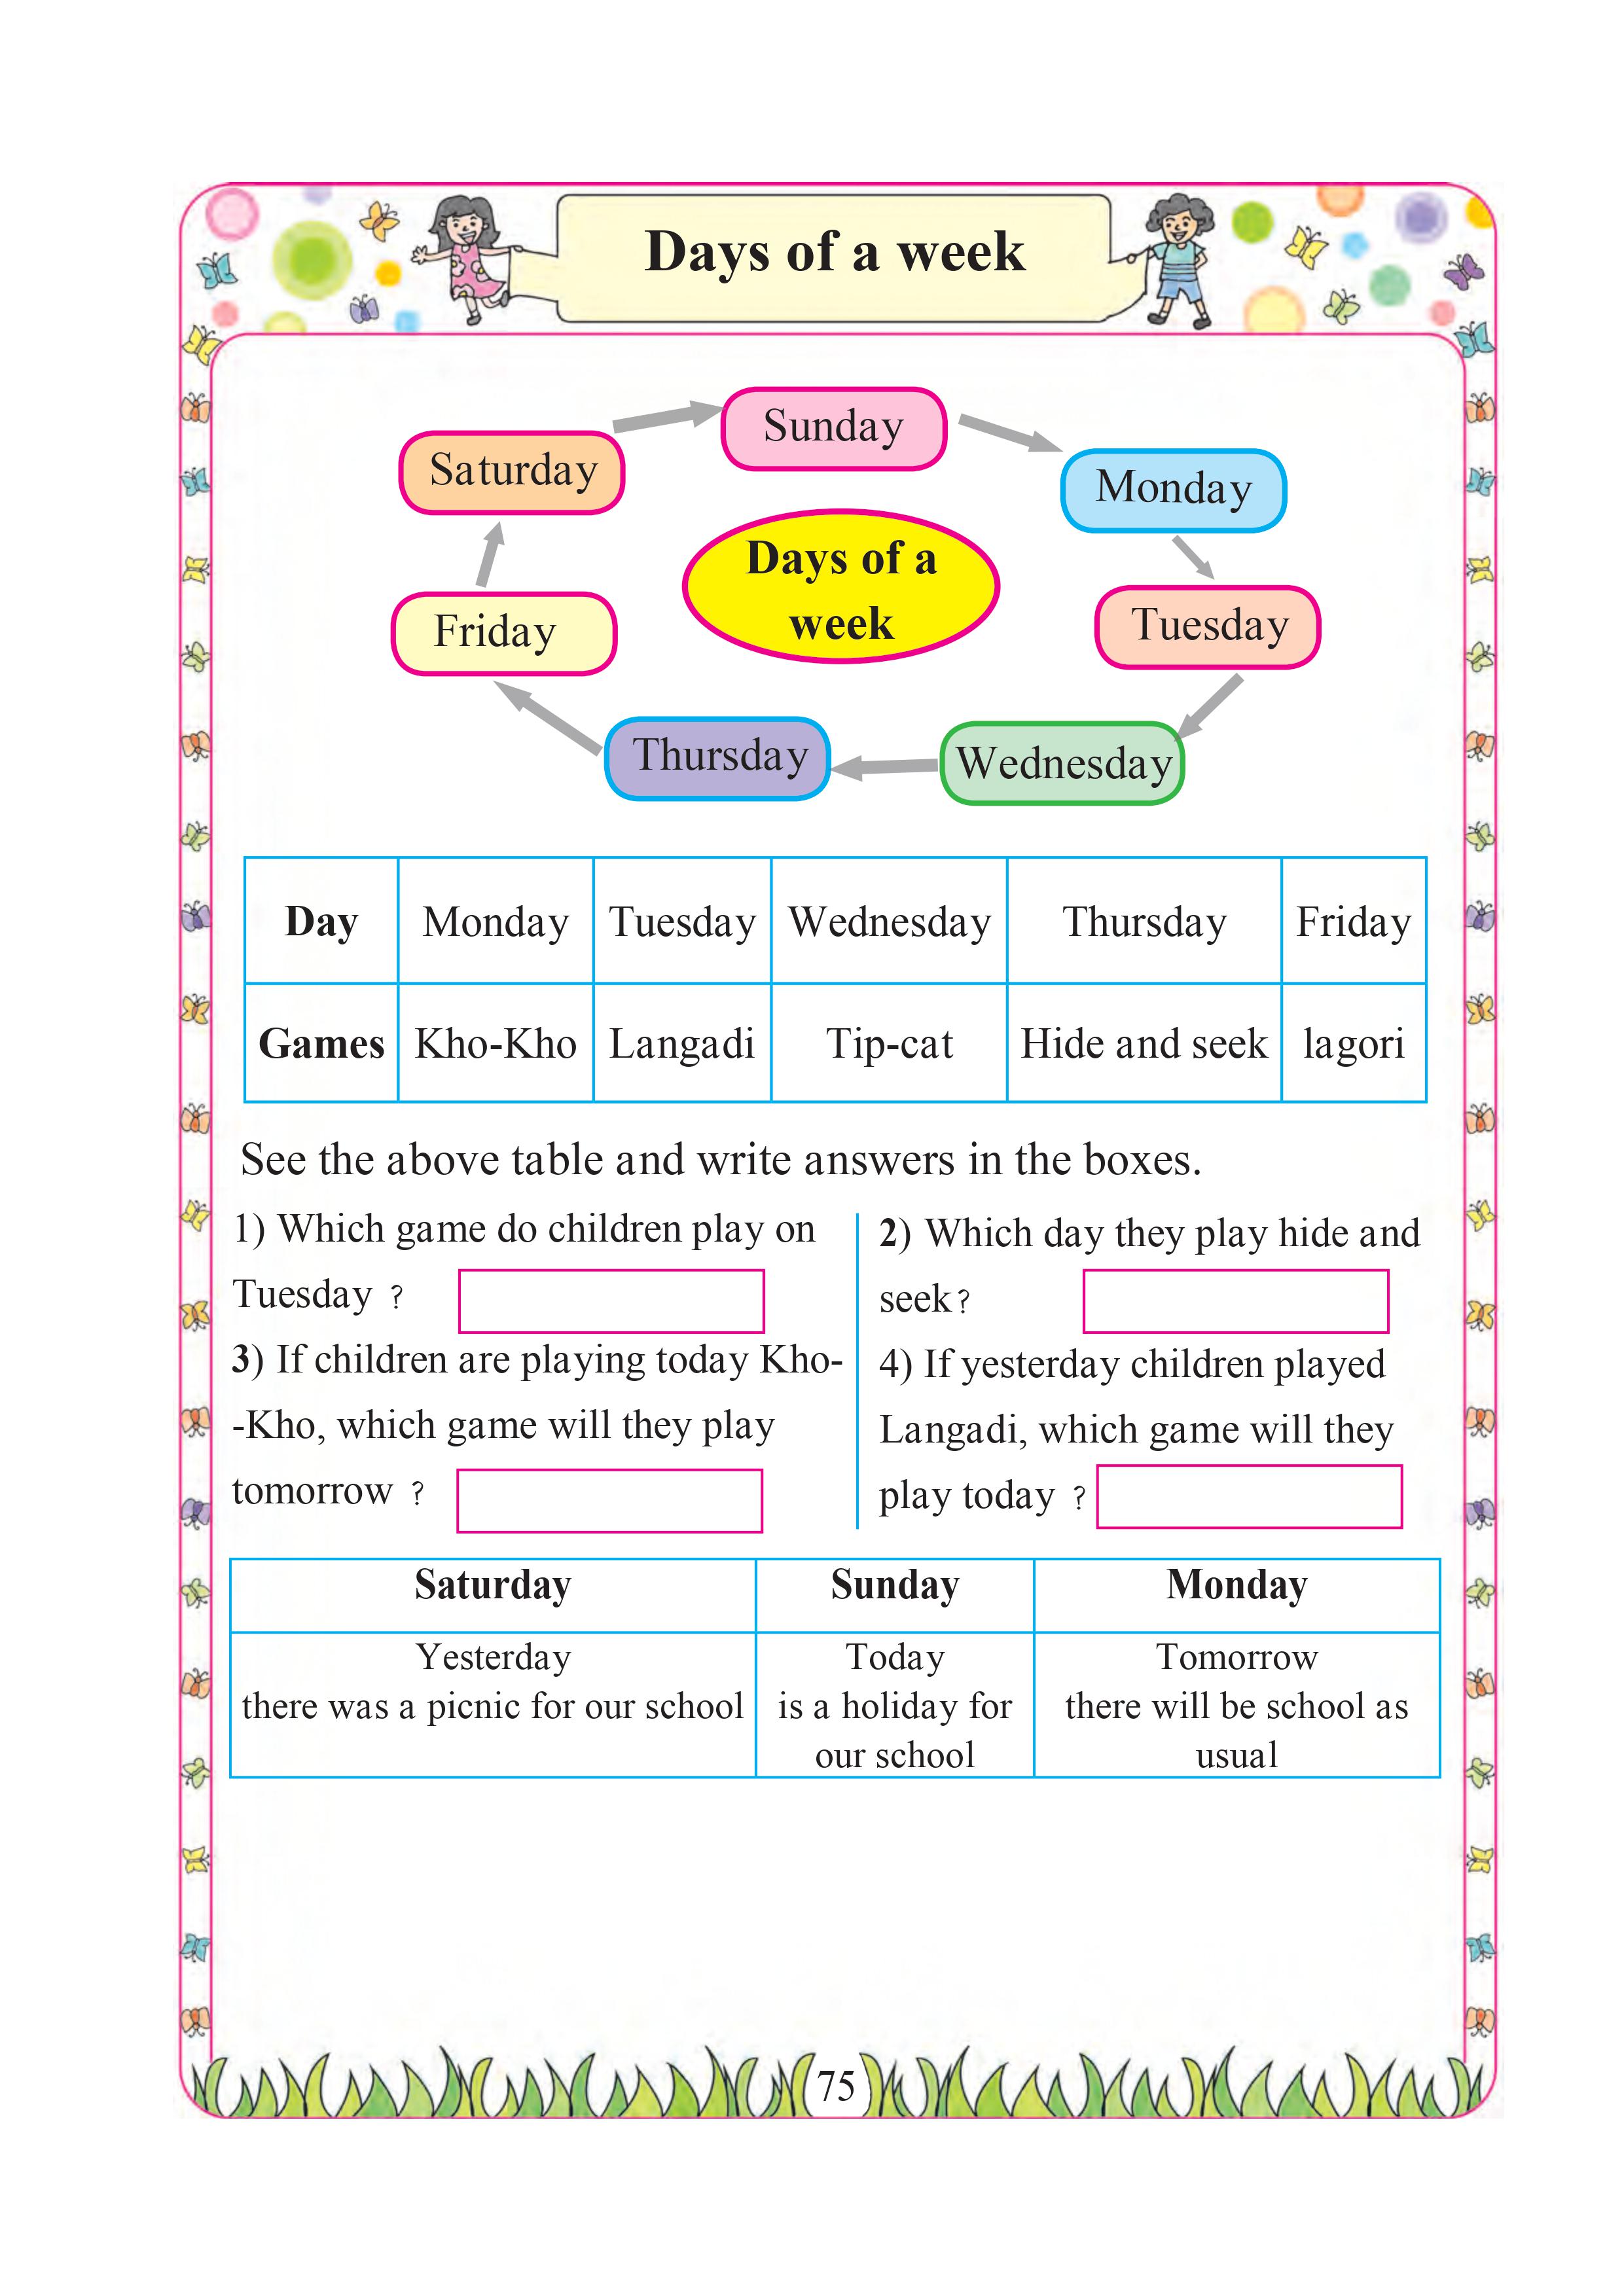 Days of a week
Sunday
Saturday
Monday
Days of a
week
Friday
Tuesday
Thursday
Wednesday
Day Monday Tuesday Wednesday Thursday Friday
Games Kho-Kho Langadi Tip-cat Hide and seek lagori
See the above table and write answers in the boxes.
1) Which game do children play on
Tuesday ?
2) Which day they play hide and
seek?
3) If children are playing today Kho-
-Kho, which game will they play
tomorrow ?
4) If yesterday children played
Langadi, which game will they
play today ?
Saturday Sunday Monday
Yesterday Today Tomorrow
there was a picnic for our school is a holiday for there will be school as
our school usual
75